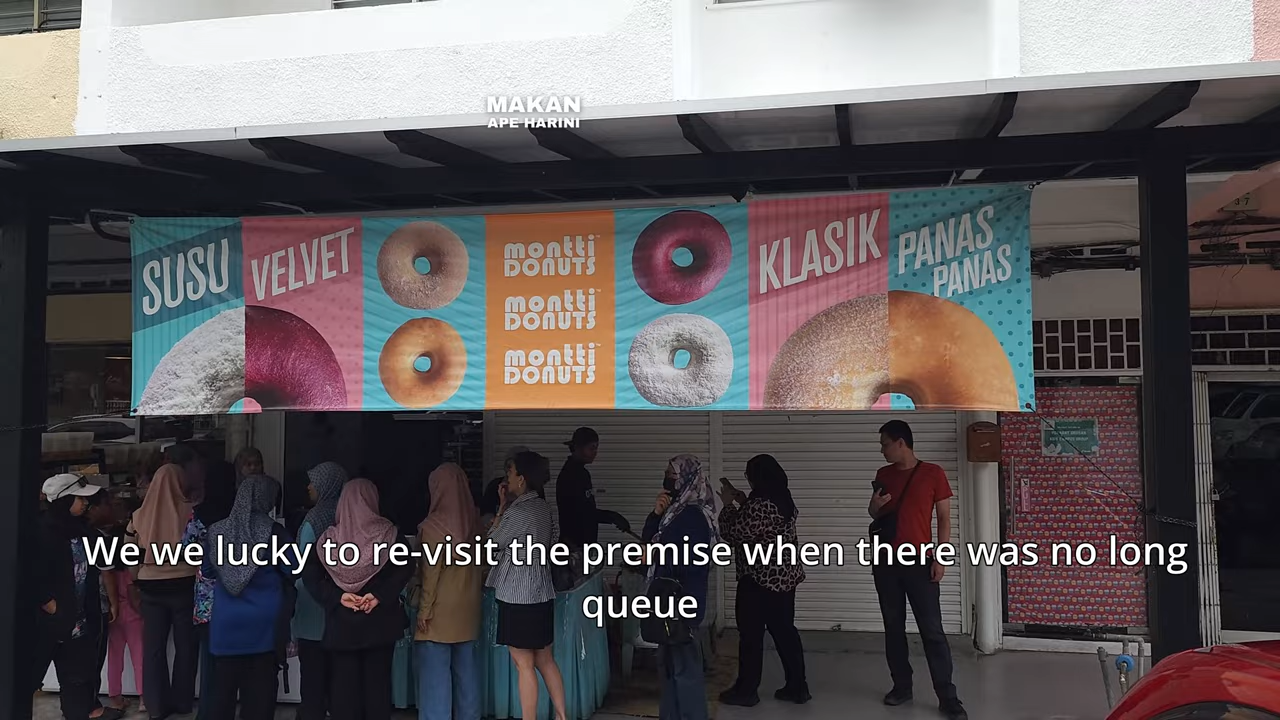 MAKAN
APE HARINI
SUSU
VELVET
montti
DONUTS
montti
DONUTS
montti
DONUTS
KLASIK
PANAS
PANAS
We we lucky to re-visit the premise when there was no long
queue